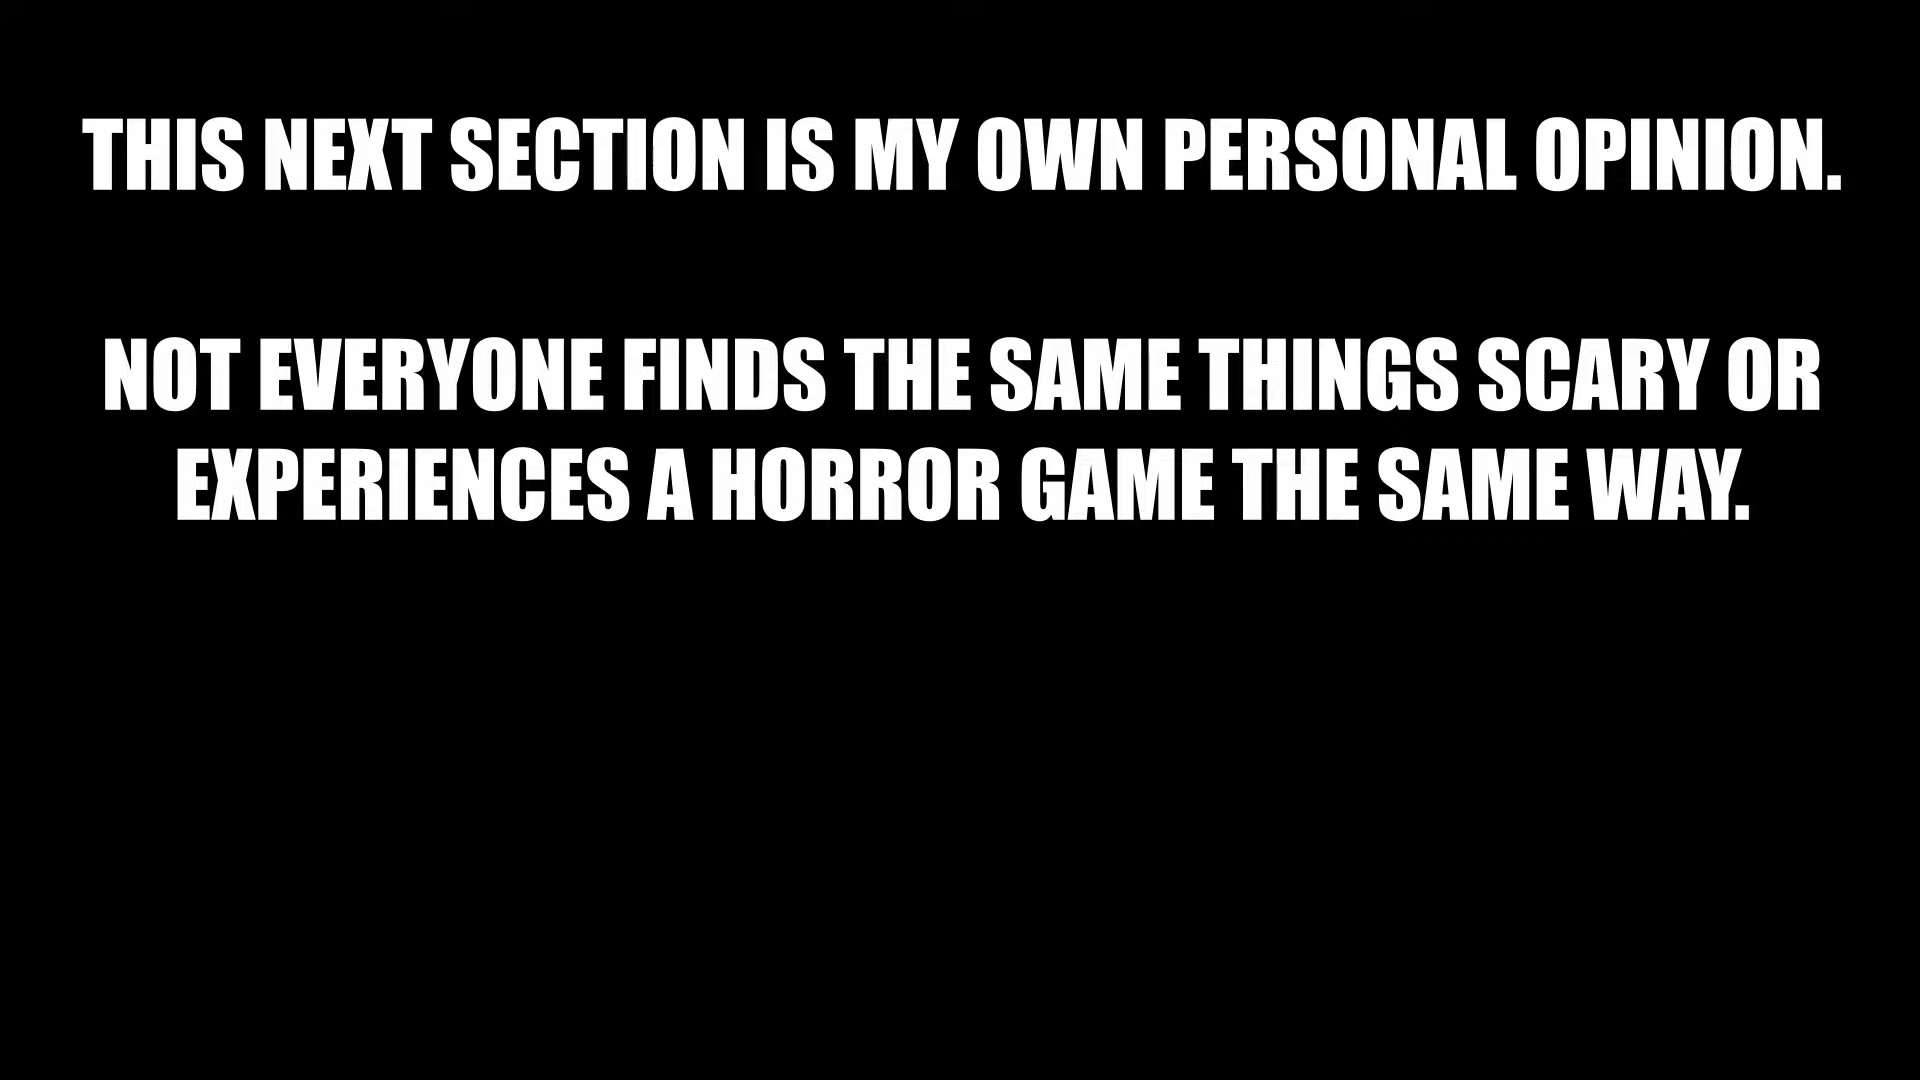 THIS NEXT SECTION IS MY OWN PERSONAL OPINION.
NOT EVERYONE FINDS THE SAME THINGS SCARY OR
EXPERIENCES A HORROR GAME THE SAME WAY.